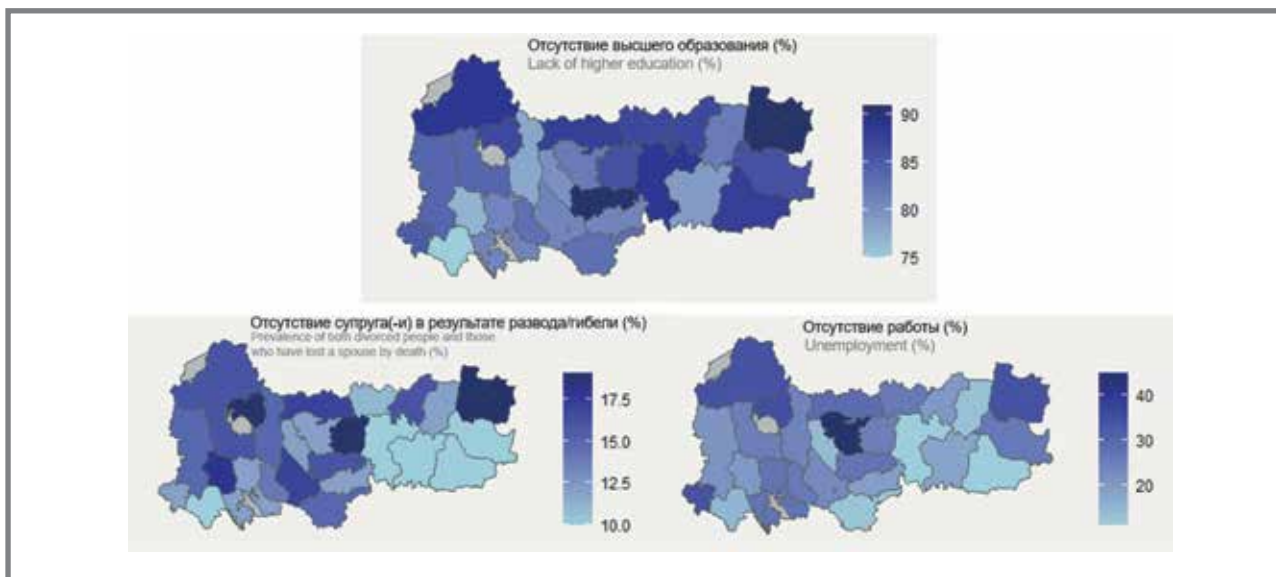 Отсутствие высшего образования (%)
Lack of higher education (%)
90
85
80
75
Отсутствие супруга(-и) в результате развода/гибели (%)
Prevalence of both divorced people and those
who have lost a spouse by death (%)
17.5
15.0
12.5
10.0
Отсутствие работы (%)
Unemployment (%)
40
30
20